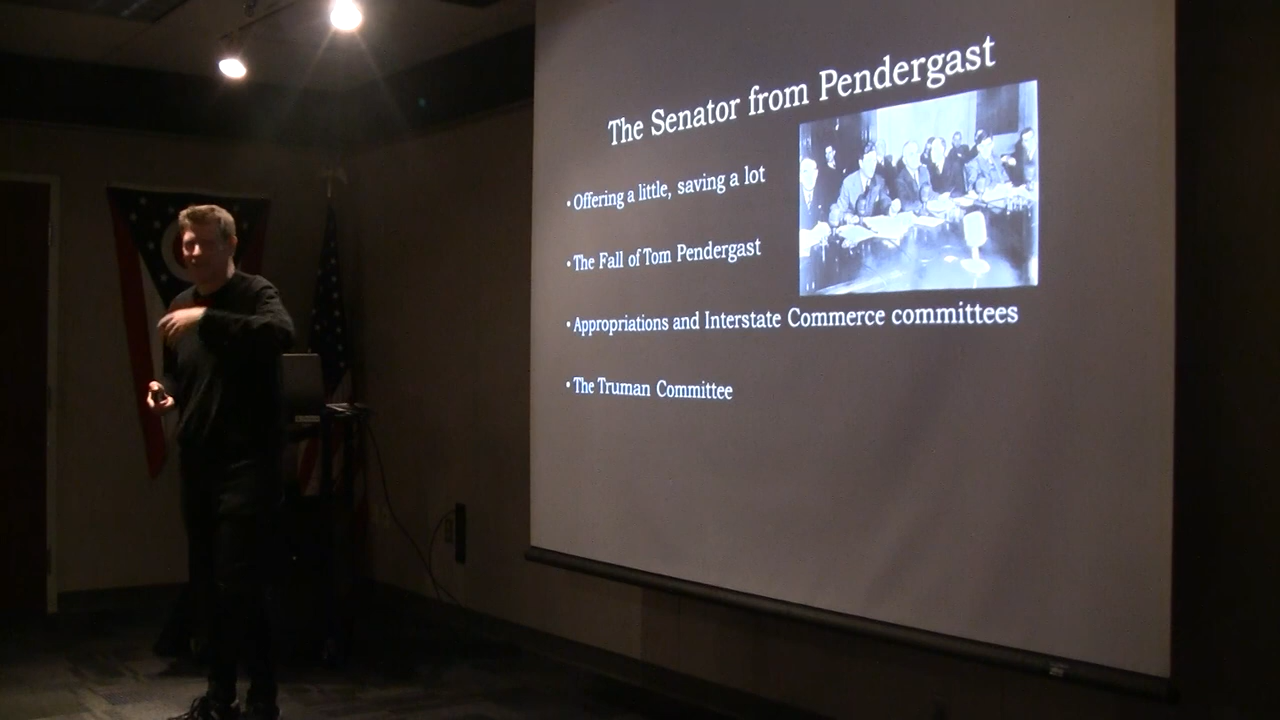 The Senator from Pendergast
• Offering a little, saving a lot
• The Fall of Tom Pendergast
• Appropriations and Interstate Commerce committees
• The Truman Committee